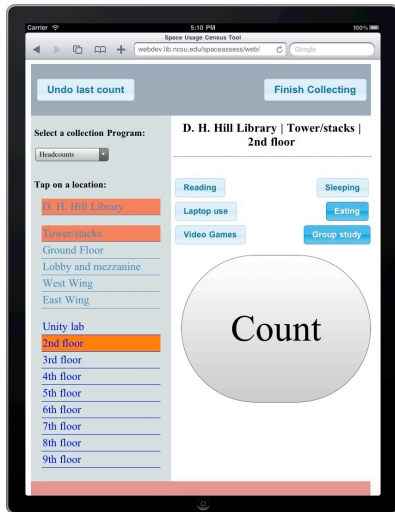 Carrier
5:10 PM
100%
Space Usage Census Tool
webdev.lib.ncsu.edu/spaceassess/web/
Google
Undo last count
Finish Collecting
Select a collection Program:
Headcounts
Tap on a location:
D. H. Hill Library
Tower/stacks
Ground Floor
Lobby and mezzanine
West Wing
East Wing
Unity lab
2nd floor
3rd floor
4th floor
5th floor
6th floor
7th floor
8th floor
9th floor
D. H. Hill Library | Tower/stacks |
2nd floor
Reading
Sleeping
Laptop use
Eating
Video Games
Group study
Count